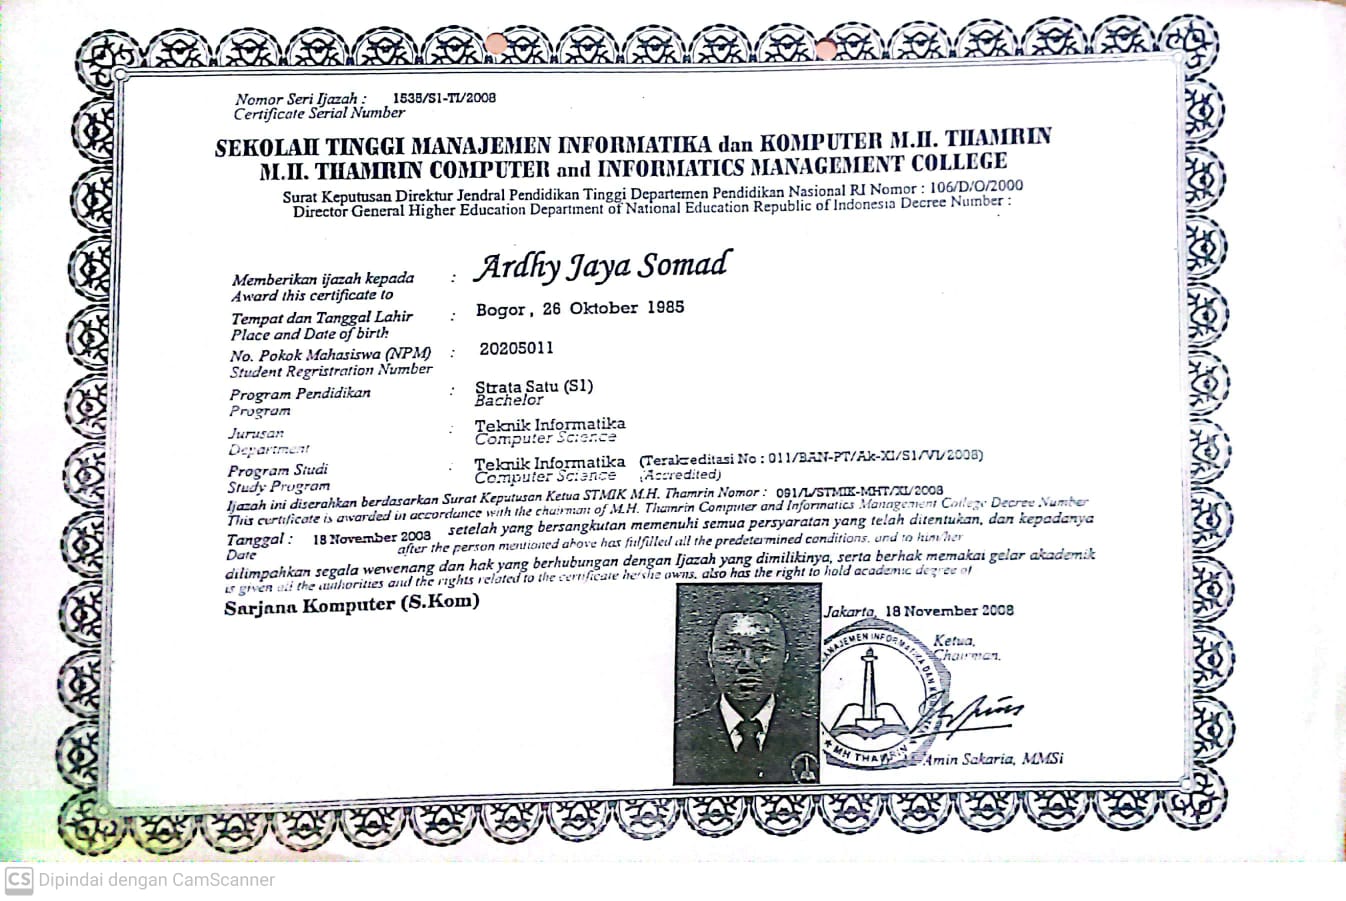 Nomor Seri Ijazah : 1535/S1-TI/2008
Certificate Serial Number
SEKOLAH TINGGI MANAJEMEN INFORMATIKA dan KOMPUTER M.H. THAMRIN
M.H. THAMRIN COMPUTER and INFORMATICS MANAGEMENT COLLEGE
Surat Keputusan Direktur Jendral Pendidikan Tinggi Departemen Pendidikan Nasional RI Nomor : 106/D/O/2000
Director General Higher Education Department of National Education Republic of Indonesia Decree Number :
Memberikan ijazah kepada : Ardhy Jaya Somad
Award this certificate to
Tempat dan Tanggal Lahir : Bogor, 26 Oktober 1985
Place and Date of birth
No. Pokok Mahasiswa (NPM) : 20205011
Student Regristration Number
Program Pendidikan : Strata Satu (S1)
Program Bachelor
Jurusan : Teknik Informatika
Department Computer Science
Program Studi : Teknik Informatika (Terakreditasi No : 011/BAN-PT/Ak-XI/S1/VI/2008)
Study Program Computer Science (Accredited)
Ijazah ini diserahkan berdasarkan Surat Keputusan Ketua STMIK M.H. Thamrin Nomor : 091/L/STMIK-MHT/XI/2008
This certificate is awarded in accordance with the chairman of M.H. Thamrin Computer and Informatics Management College Decree Number
Tanggal : 18 November 2008 setelah yang bersangkutan memenuhi semua persyaratan yang telah ditentukan, dan kepadanya
Date after the person mentioned above has fulfilled all the predetermined conditions, and to him/her
dilimpahkan segala wewenang dan hak yang berhubungan dengan Ijazah yang dimilikinya, serta berhak memakai gelar akademik
is given all the authorities and the rights related to the certificate he/she owns, also has the right to hold academic degree of
Sarjana Komputer (S.Kom)
Jakarta, 18 November 2008
Ketua,
Chairman,
MANAJEMEN INFORMATIKA DAN
MH THAMRIN
Amin Sakaria, MMSi
CS Dipindai dengan CamScanner